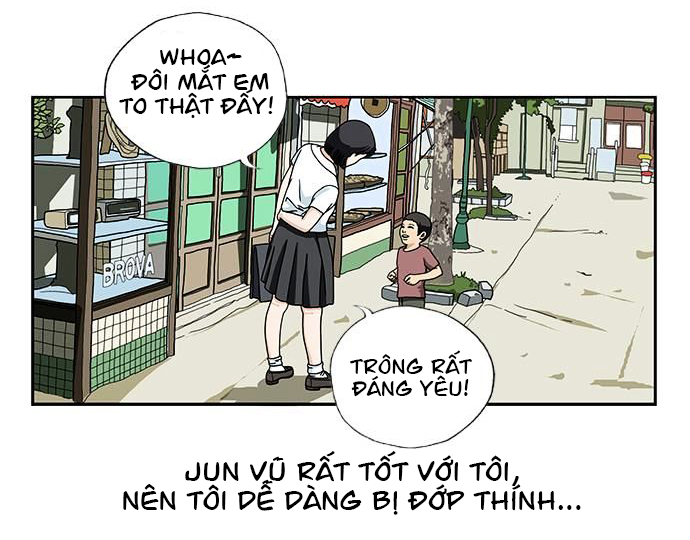 WHOA~
ĐÔI MẮT EM
TO THẬT ĐẤY!
BROVA
TRÔNG RẤT
ĐÁNG YÊU!
JUN VŨ RẤT TỐT VỚI TÔI,
NÊN TÔI DỄ DÀNG BỊ ĐỚP THÍNH...